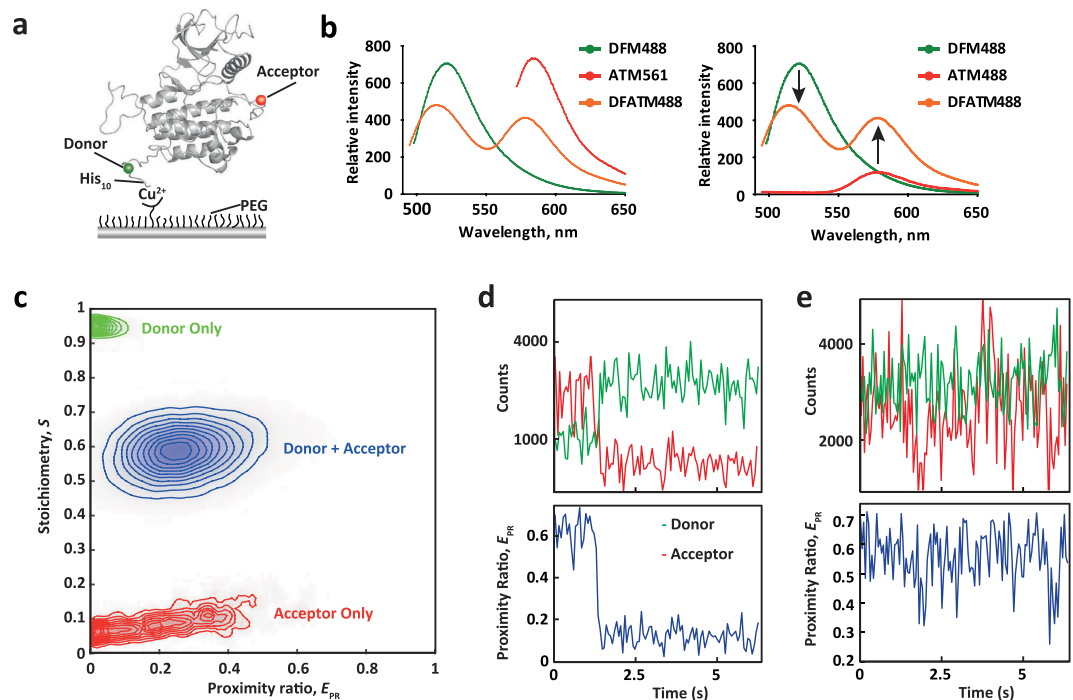 a
Acceptor
Donor
His10
Cu2+
PEG
b
800
600
400
200
0
Relative intensity
500
550
600
650
Wavelength, nm
DFM488
ATM561
DFATM488
800
600
400
200
0
Relative intensity
500
550
600
650
Wavelength, nm
DFM488
ATM488
DFATM488
c
1
0.9
0.8
0.7
0.6
0.5
0.4
0.3
0.2
0.1
0
Stoichiometry, S
Donor Only
Donor + Acceptor
Acceptor Only
0
0.2
0.4
0.6
0.8
1
Proximity ratio, EPR
d
4000
1000
Counts
0.6
0.4
0.2
0
Proximity Ratio, EPR
Donor
Acceptor
0
5
Time (s)
e
4000
2000
Counts
0.7
0.6
0.5
0.4
0.3
0.2
Proximity Ratio, EPR
0
5
Time (s)